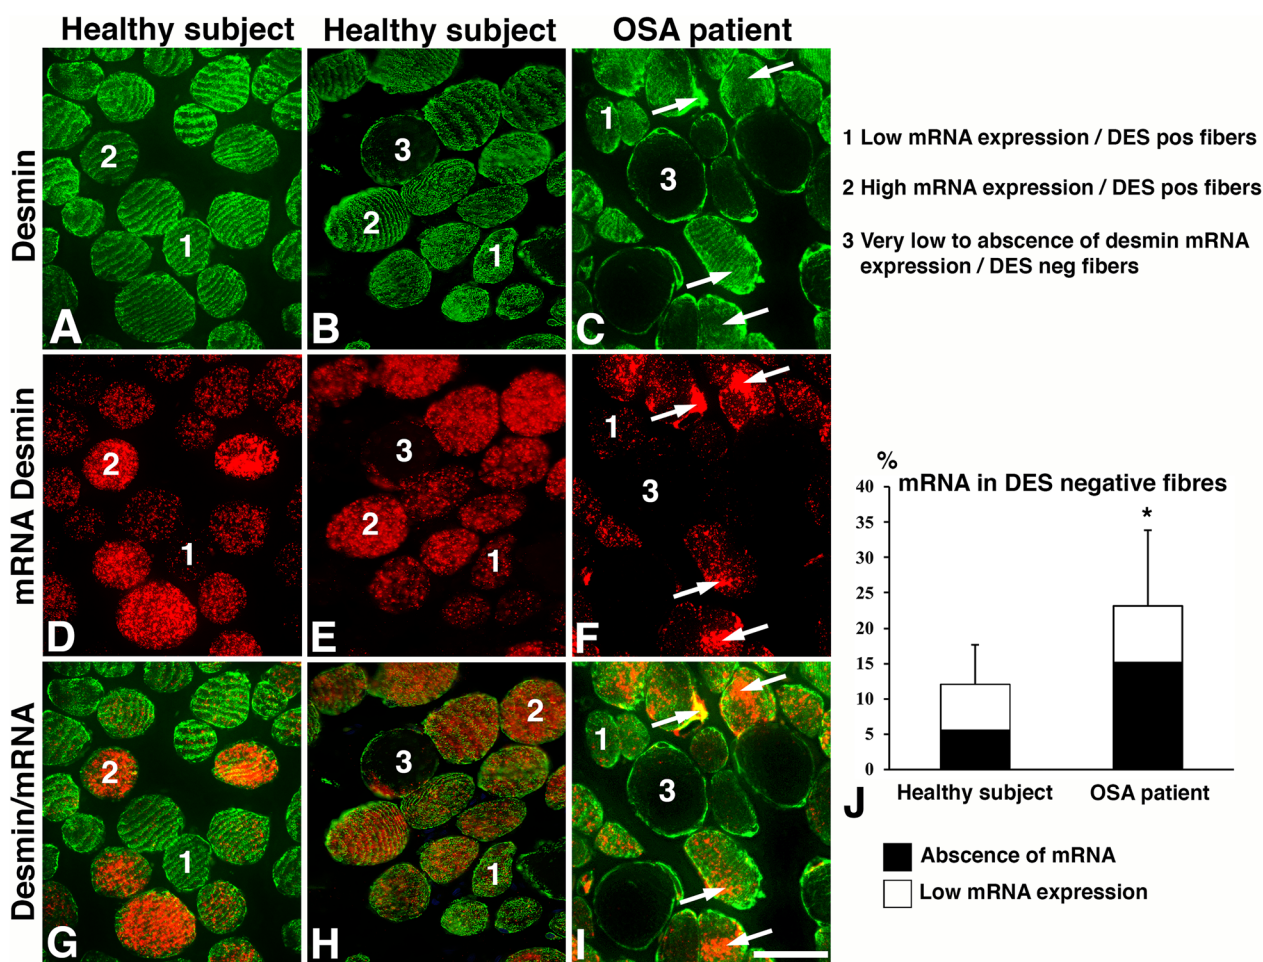 Healthy subject
Healthy subject
OSA patient
Desmin
2
1
A
3
2
1
B
1
3
C
1 Low mRNA expression / DES pos fibers
2 High mRNA expression / DES pos fibers
3 Very low to abscence of desmin mRNA
expression / DES neg fibers
mRNA Desmin
2
1
D
3
2
1
E
1
3
F
Desmin/mRNA
2
1
G
2
3
1
H
1
3
I
%
mRNA in DES negative fibres
*
40
35
30
25
20
15
10
5
0
Healthy subject
OSA patient
J
Abscence of mRNA
Low mRNA expression